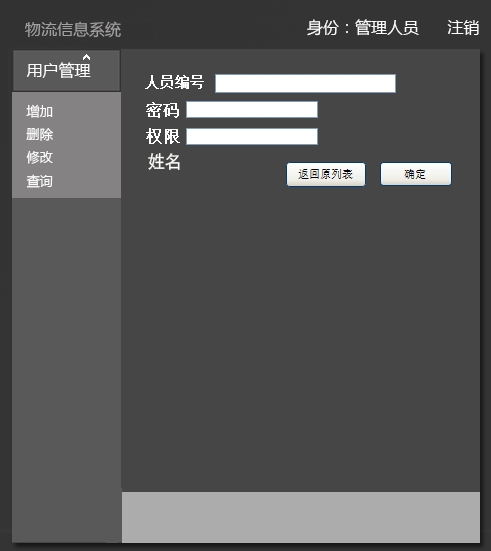 物流信息系统 身份：管理人员 注销
用户管理
增加
删除
修改
查询
人员编号
密码
权限
姓名
返回原列表 确定